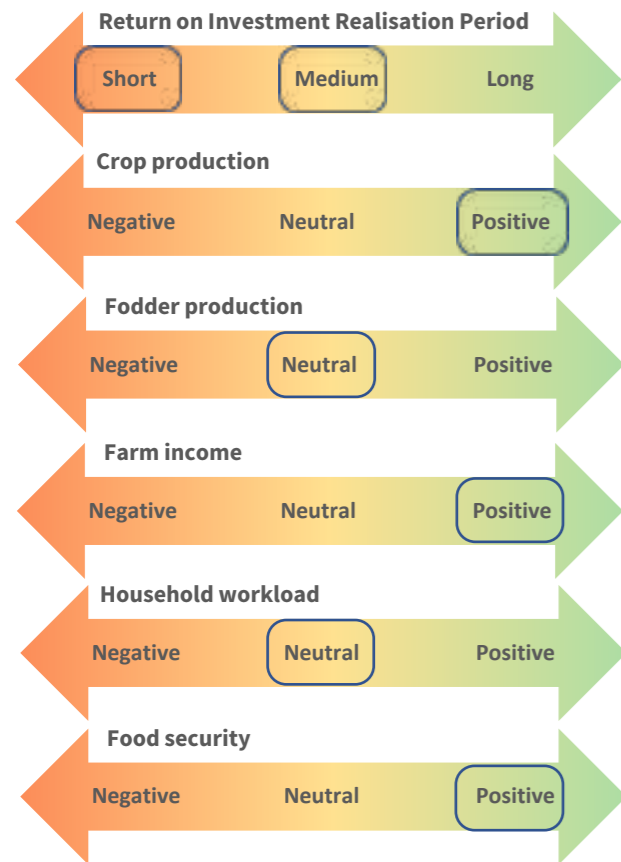 Return on Investment Realisation Period
Short Medium Long
Crop production
Negative Neutral Positive
Fodder production
Negative Neutral Positive
Farm income
Negative Neutral Positive
Household workload
Negative Neutral Positive
Food security
Negative Neutral Positive